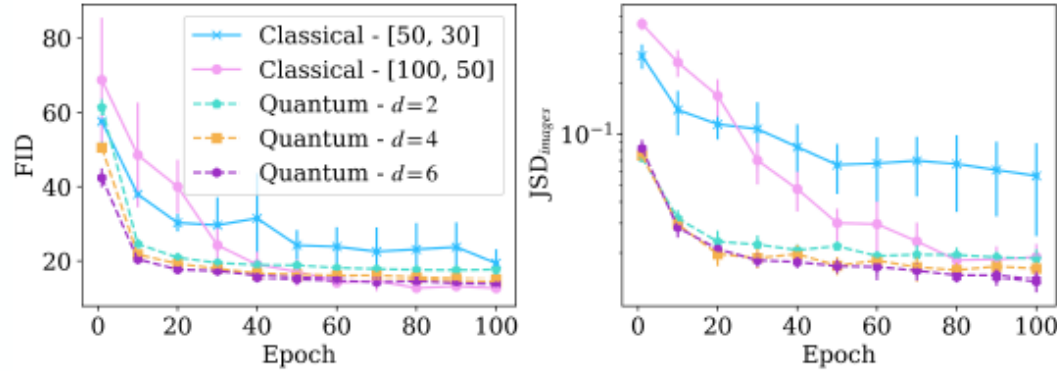 80
60
40
20
FID
0 20 40 60 80 100
Epoch
Classical - [50, 30]
Classical - [100, 50]
Quantum - d=2
Quantum - d=4
Quantum - d=6
10⁻¹
JSD_images
0 20 40 60 80 100
Epoch